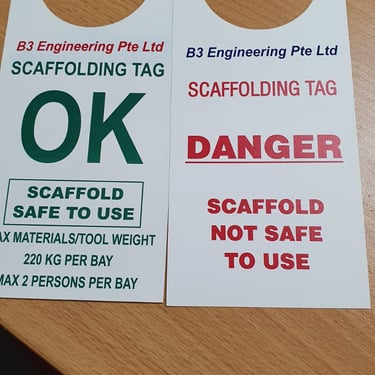 B3 Engineering Pte Ltd
SCAFFOLDING TAG
OK
SCAFFOLD
SAFE TO USE
AX MATERIALS/TOOL WEIGHT
220 KG PER BAY
MAX 2 PERSONS PER BAY
B3 Engineering Pte Ltd
SCAFFOLDING TAG
DANGER
SCAFFOLD
NOT SAFE
TO USE